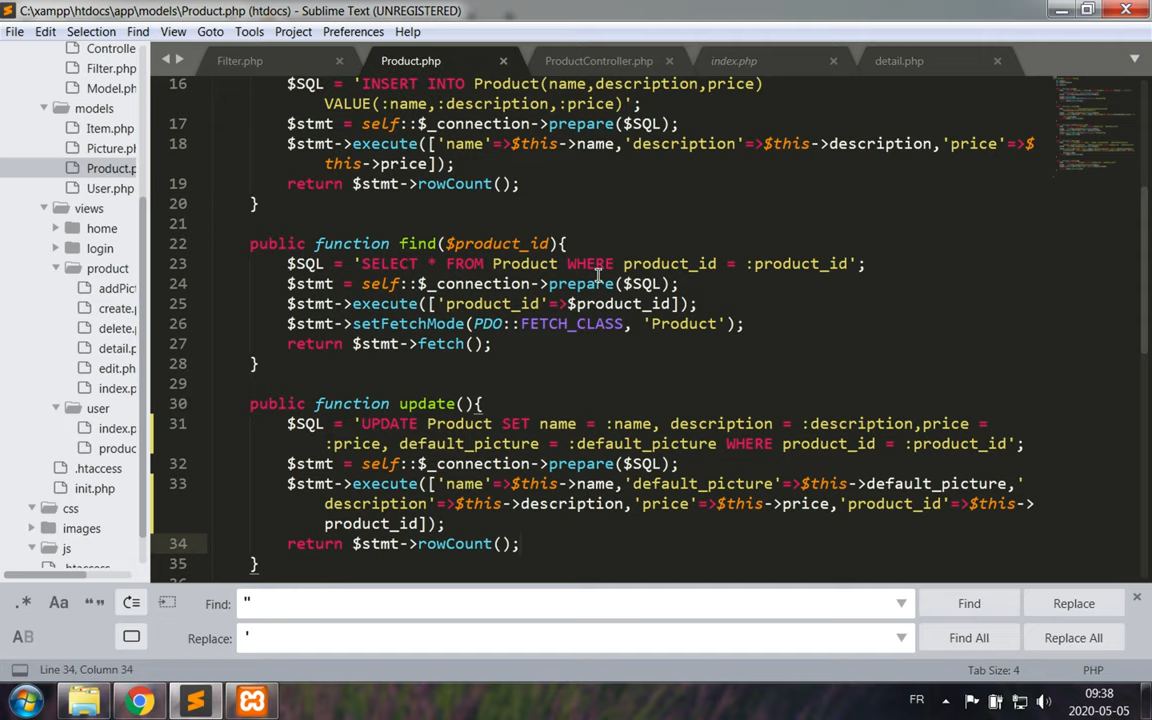 C:\xampp\htdocs\app\models\Product.php (htdocs) - Sublime Text (UNREGISTERED)
File Edit Selection Find View Goto Tools Project Preferences Help
Controlle
Filter.php
Model.php
models
Item.php
Picture.ph
Product.p
User.php
views
home
login
product
addPict
create.p
delete.p
detail.p
edit.php
index.p
user
index.p
produc
.htaccess
init.php
css
images
js
.htaccess
Filter.php Product.php ProductController.php index.php detail.php
16 $SQL = 'INSERT INTO Product(name,description,price)
VALUE(:name,:description,:price)';
17 $stmt = self::$_connection->prepare($SQL);
18 $stmt->execute(['name'=>$this->name,'description'=>$this->description,'price'=>$
this->price]);
19 return $stmt->rowCount();
20 }
21
22 public function find($product_id){
23 $SQL = 'SELECT * FROM Product WHERE product_id = :product_id';
24 $stmt = self::$_connection->prepare($SQL);
25 $stmt->execute(['product_id'=>$product_id]);
26 $stmt->setFetchMode(PDO::FETCH_CLASS, 'Product');
27 return $stmt->fetch();
28 }
29
30 public function update(){
31 $SQL = 'UPDATE Product SET name = :name, description = :description,price =
:price, default_picture = :default_picture WHERE product_id = :product_id';
32 $stmt = self::$_connection->prepare($SQL);
33 $stmt->execute(['name'=>$this->name,'default_picture'=>$this->default_picture,'
description'=>$this->description,'price'=>$this->price,'product_id'=>$this->
product_id]);
34 return $stmt->rowCount();
35 }
Find: "
Find Replace
Replace: '
Find All Replace All
Line 34, Column 34
Tab Size: 4 PHP
FR
09:38
2020-05-05